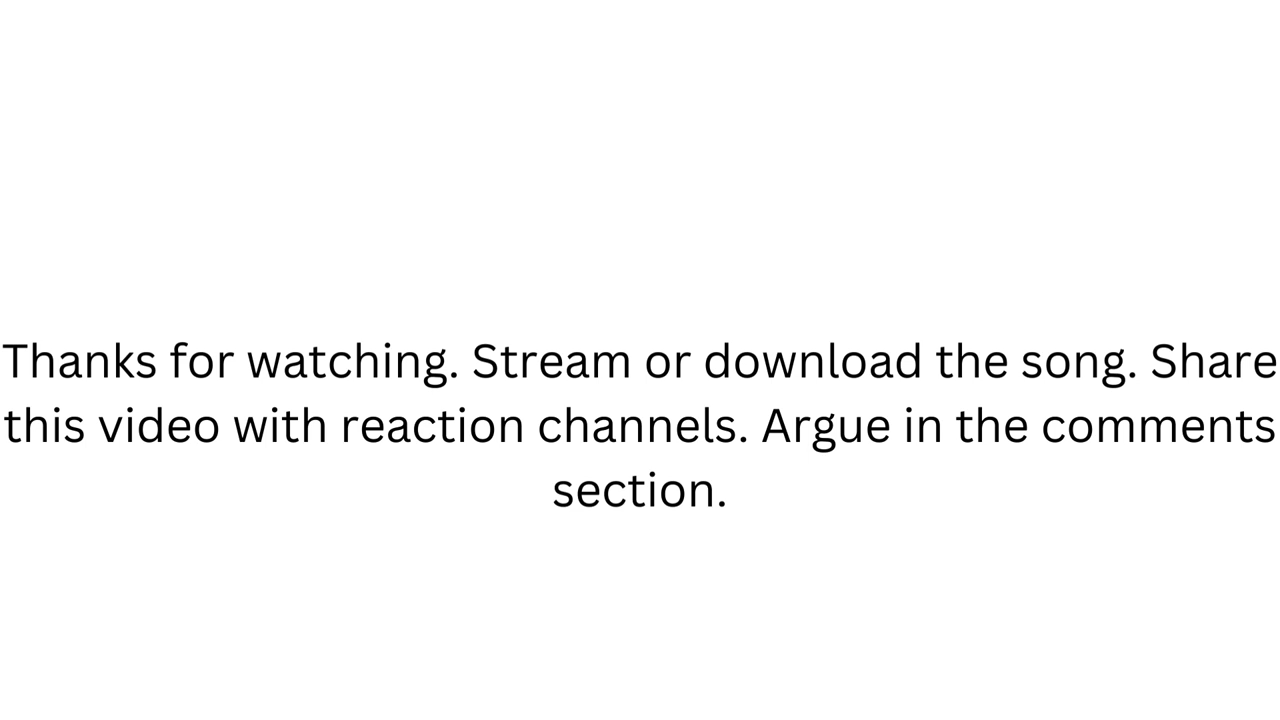 Thanks for watching. Stream or download the song. Share
this video with reaction channels. Argue in the comments
section.